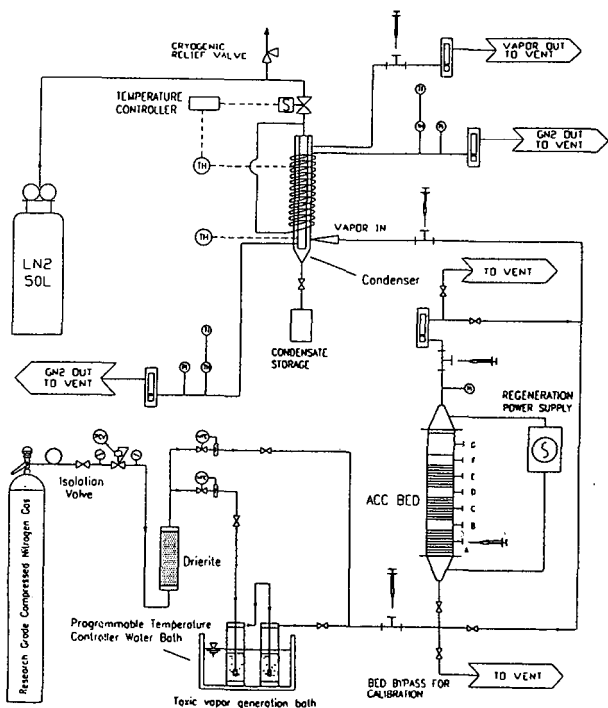 CRYOGENIC
RELIEF VALVE
VAPOR OUT
TO VENT
TEMPERATURE
CONTROLLER
S
TH
GN2 OUT
TO VENT
TH
VAPOR IN
LN2
50L
Condenser
TO VENT
CONDENSATE
STORAGE
GN2 OUT
TO VENT
REGENERATION
POWER SUPPLY
S
Isolation
Valve
G
F
E
D
C
B
A
ACC BED
Drierite
Research Grade Compressed Nitrogen Gas
Programmable Temperature
Controller Water Bath
Toxic vapor generation bath
BED BYPASS FOR
CALIBRATION
TO VENT